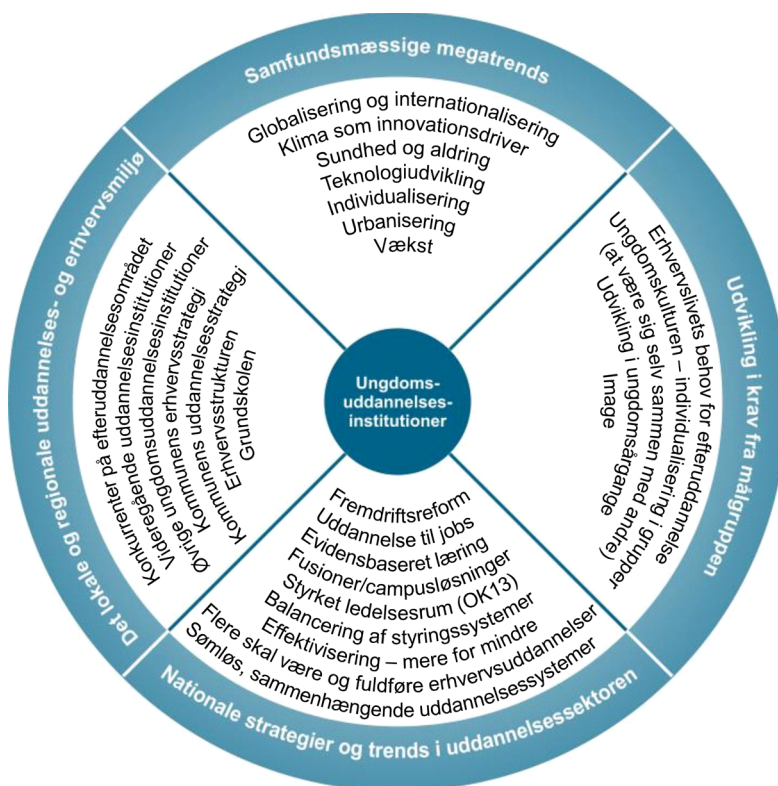 Samfundsmæssige megatrends
Globalisering og internationalisering
Klima som innovationsdriver
Sundhed og aldring
Teknologiudvikling
Individualisering
Urbanisering
Vækst
Udvikling i krav fra målgruppen
Erhvervslivets behov for efteruddannelse
Ungdomskulturen – individualisering i grupper
(at være sig selv sammen med andre)
Udvikling i ungdomsårgange
Image
Ungdoms-
uddannelses-
institutioner
Fremdriftsreform
Uddannelse til jobs
Evidensbaseret læring
Fusioner/campusløsninger
Styrket ledelsesrum (OK13)
Balancering af styringssystemer
Effektivisering – mere for mindre
Flere skal være og fuldføre erhvervsuddannelser
Sømløs, sammenhængende uddannelsessystemer
Nationale strategier og trends i uddannelsessektoren
Det lokale og regionale uddannelses- og erhvervsmiljø
Konkurrenter på efteruddannelsesområdet
Videregående uddannelsesinstitutioner
Øvrige ungdomsuddannelsesinstitutioner
Kommunens erhvervsstrategi
Kommunens uddannelsesstrategi
Erhvervsstrukturen
Grundskolen